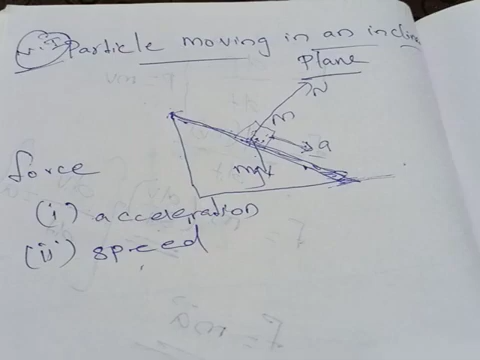 Particle moving in an incline
plane
N
m
a
mg
force
(i) acceleration
(ii) speed